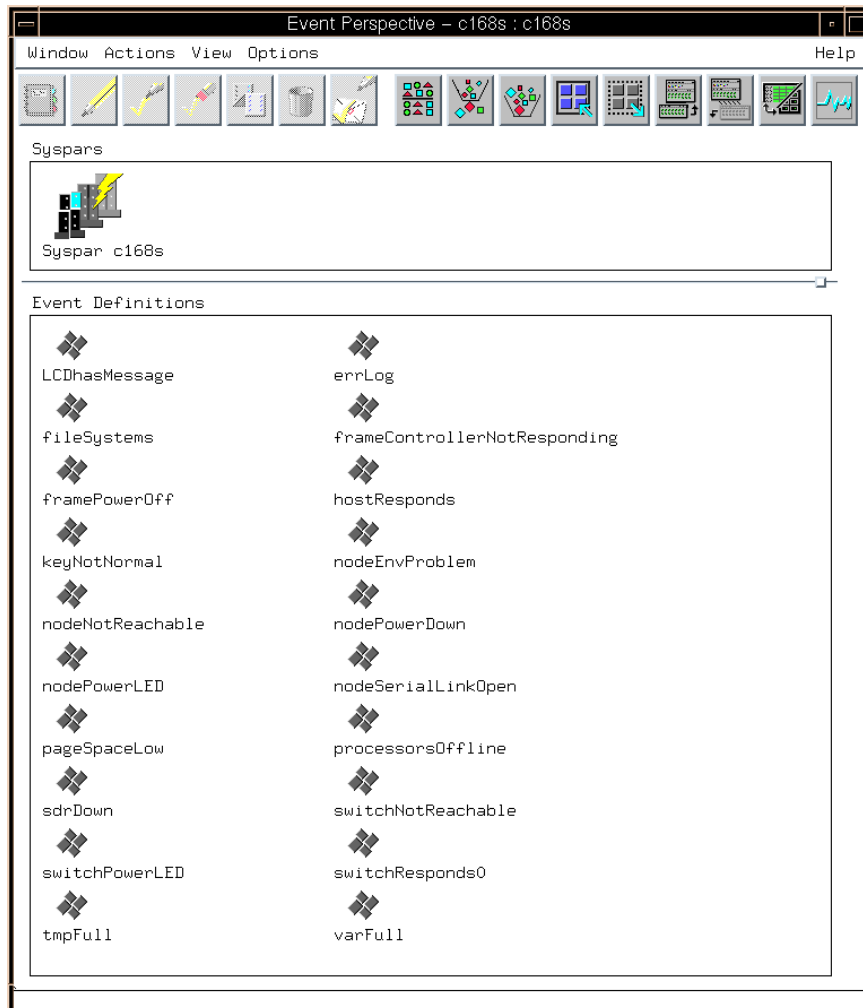 Event Perspective – c168s : c168s
Window Actions View Options Help
Syspars
Syspar c168s
Event Definitions
LCDhasMessage errLog
fileSystems frameControllerNotResponding
framePowerOff hostResponds
keyNotNormal nodeEnvProblem
nodeNotReachable nodePowerDown
nodePowerLED nodeSerialLinkOpen
pageSpaceLow processorsOffline
sdrDown switchNotReachable
switchPowerLED switchResponds0
tmpFull varFull